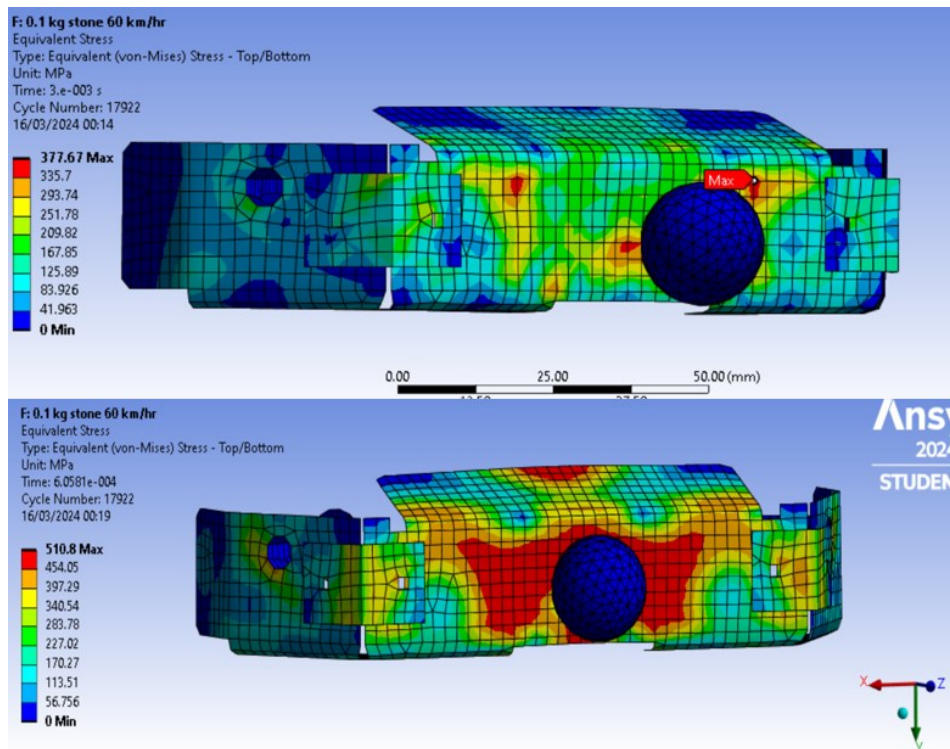 F: 0.1 kg stone 60 km/hr
Equivalent Stress
Type: Equivalent (von-Mises) Stress - Top/Bottom
Unit: MPa
Time: 3.e-003 s
Cycle Number: 17922
16/03/2024 00:14
377.67 Max
335.7
293.74
251.78
209.82
167.85
125.89
83.926
41.963
0 Min
Max
0.00 25.00 50.00 (mm)
F: 0.1 kg stone 60 km/hr
Equivalent Stress
Type: Equivalent (von-Mises) Stress - Top/Bottom
Unit: MPa
Time: 6.0581e-004
Cycle Number: 17922
16/03/2024 00:19
Ansy
2024
STUDEN
510.8 Max
454.05
397.29
340.54
283.78
227.02
170.27
113.51
56.756
0 Min
X Z